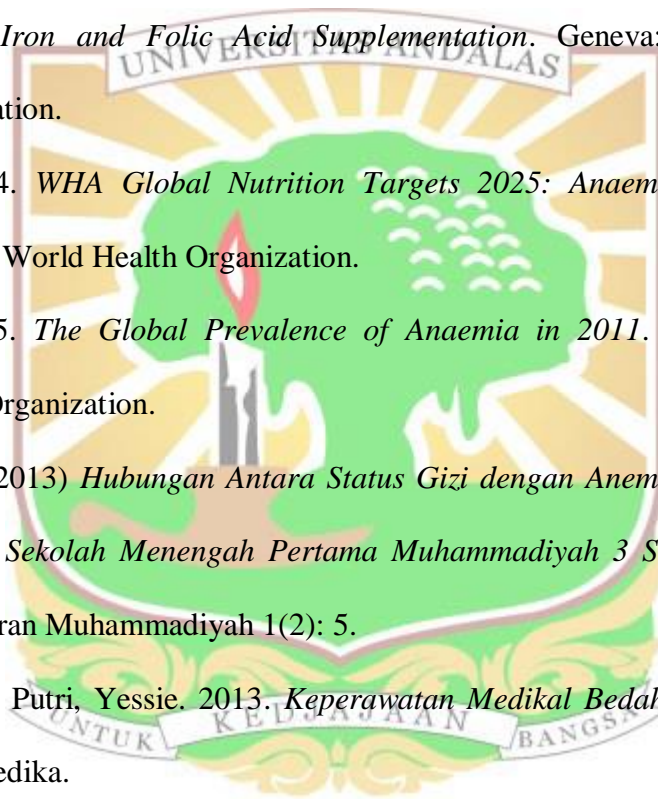 Iron and Folic Acid Supplementation. Geneva:
UNIVERSITAS ANDALAS
ation.
4. WHA Global Nutrition Targets 2025: Anaem
World Health Organization.
5. The Global Prevalence of Anaemia in 2011.
Organization.
2013) Hubungan Antara Status Gizi dengan Anem
Sekolah Menengah Pertama Muhammadiyah 3 S
ran Muhammadiyah 1(2): 5.
Putri, Yessie. 2013. Keperawatan Medikal Bedah
UNTUK KEDJAJAAN BANGSA
edika.